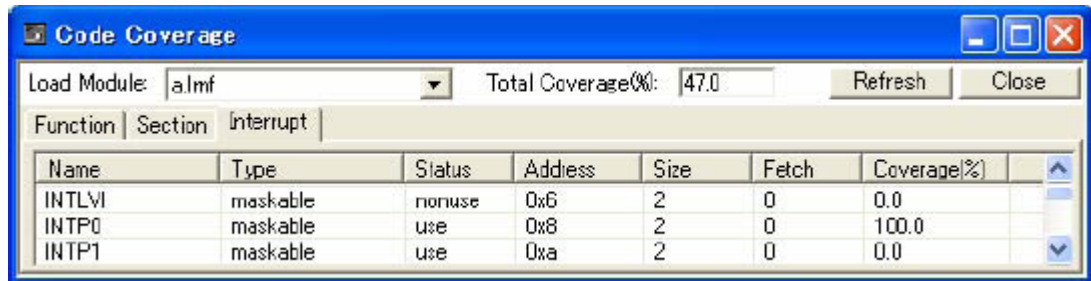 Code Coverage
Load Module: a.lmf Total Coverage(%): 47.0 Refresh Close
Function Section Interrupt
Name Type Status Address Size Fetch Coverage(%)
INTLVI maskable nonuse 0x6 2 0 0.0
INTP0 maskable use 0x8 2 0 100.0
INTP1 maskable use 0xa 2 0 0.0